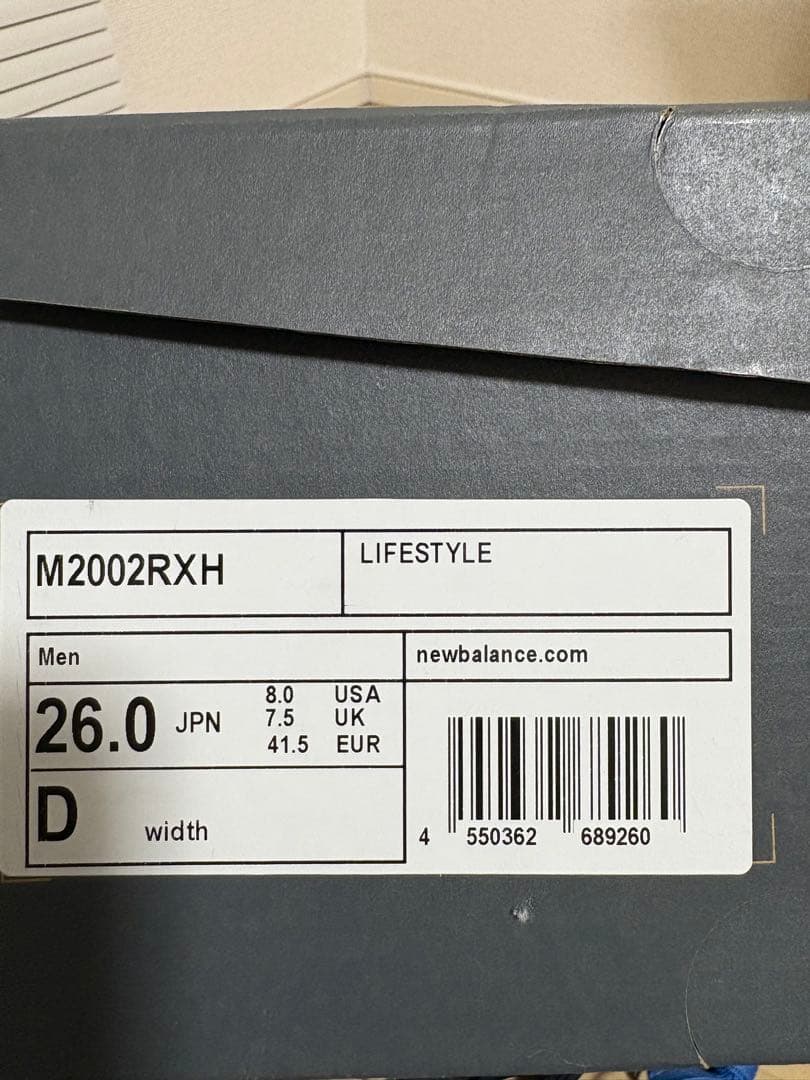 M2002RXH
LIFESTYLE
Men
newbalance.com
26.0 JPN
8.0 USA
7.5 UK
41.5 EUR
D width
4 550362 689260